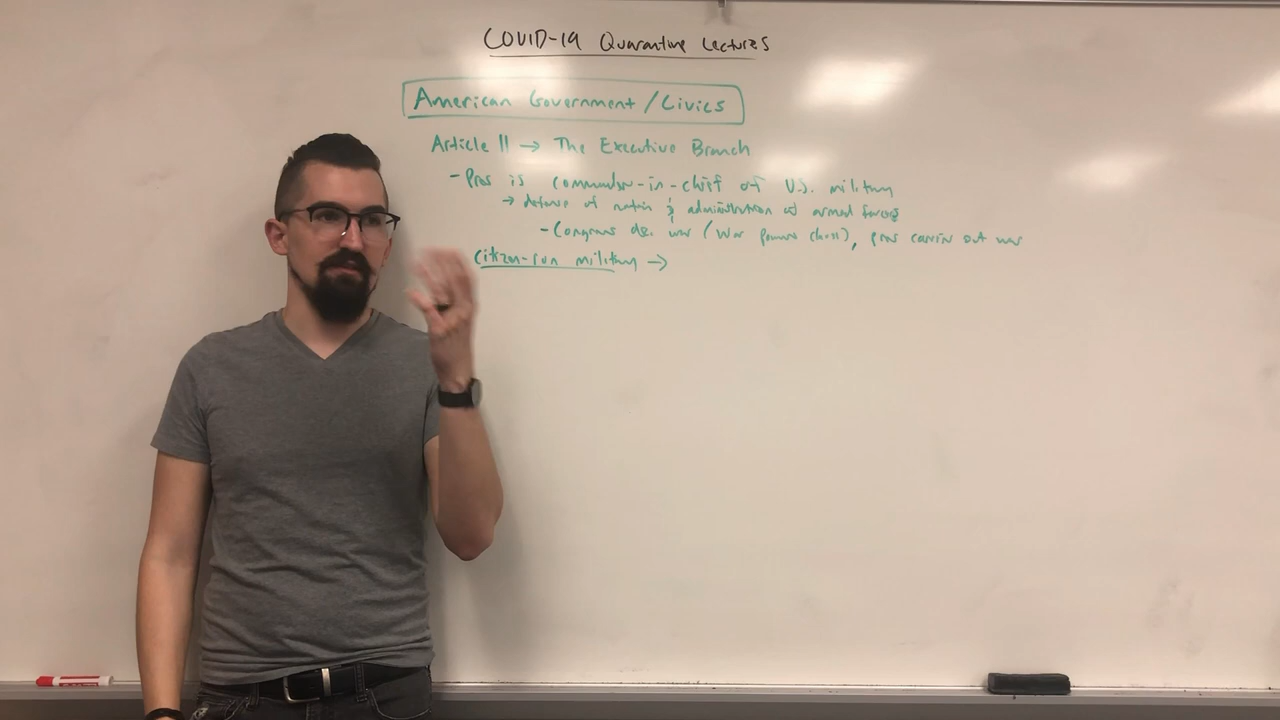 COVID-19 Quarantine Lectures
American Government/Civics
Article II → The Executive Branch
- Pres is commander-in-chief of U.S. military
→ defense of nation & administration of armed forces
- Congress dec. war (War Powers Clause), pres carries out war
Citizen-run military →